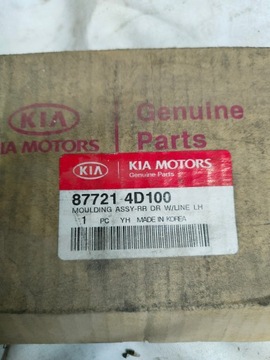 KIA
KIA MOTORS
Genuine
Parts
KIA
KIA MOTORS
Genuine Parts
87721-4D100
MOULDING ASSY-RR DR W/LINE LH
1 PC YH MADE IN KOREA